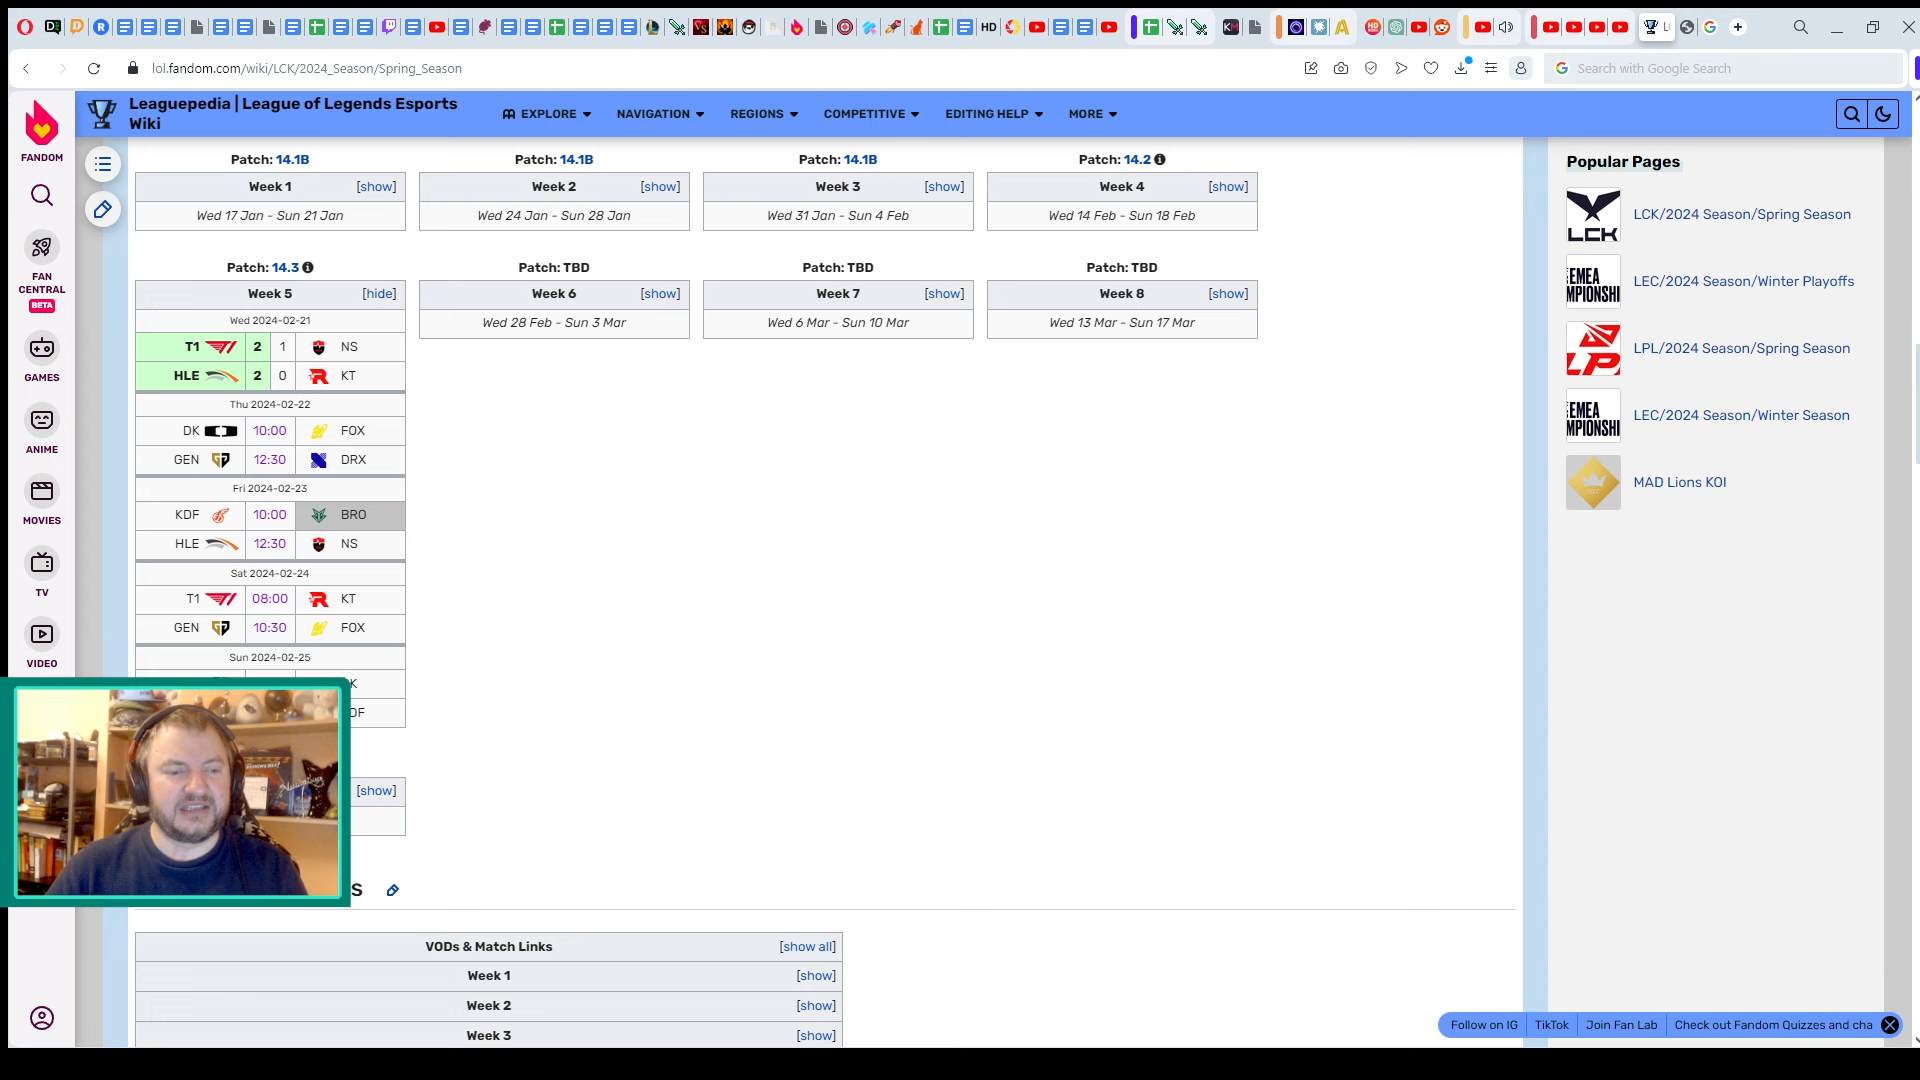 lol.fandom.com/wiki/LCK/2024_Season/Spring_Season
Search with Google Search
Leaguepedia | League of Legends Esports Wiki
EXPLORE
NAVIGATION
REGIONS
COMPETITIVE
EDITING HELP
MORE
FANDOM
FAN CENTRAL
BETA
GAMES
ANIME
MOVIES
TV
VIDEO
Patch: 14.1B
Patch: 14.1B
Patch: 14.1B
Patch: 14.2
Week 1 [show]
Week 2 [show]
Week 3 [show]
Week 4 [show]
Wed 17 Jan - Sun 21 Jan
Wed 24 Jan - Sun 28 Jan
Wed 31 Jan - Sun 4 Feb
Wed 14 Feb - Sun 18 Feb
Patch: 14.3
Patch: TBD
Patch: TBD
Patch: TBD
Week 5 [hide]
Week 6 [show]
Week 7 [show]
Week 8 [show]
Wed 28 Feb - Sun 3 Mar
Wed 6 Mar - Sun 10 Mar
Wed 13 Mar - Sun 17 Mar
Wed 2024-02-21
T1 2 1 NS
HLE 2 0 KT
Thu 2024-02-22
DK 10:00 FOX
GEN 12:30 DRX
Fri 2024-02-23
KDF 10:00 BRO
HLE 12:30 NS
Sat 2024-02-24
T1 08:00 KT
GEN 10:30 FOX
Sun 2024-02-25
K
DF
[show]
S
VODs & Match Links [show all]
Week 1 [show]
Week 2 [show]
Week 3 [show]
Popular Pages
LCK
LCK/2024 Season/Spring Season
EMEA
MPIONSHI
LEC/2024 Season/Winter Playoffs
LP
LPL/2024 Season/Spring Season
EMEA
MPIONSHI
LEC/2024 Season/Winter Season
MAD Lions KOI
Follow on IG
TikTok
Join Fan Lab
Check out Fandom Quizzes and cha